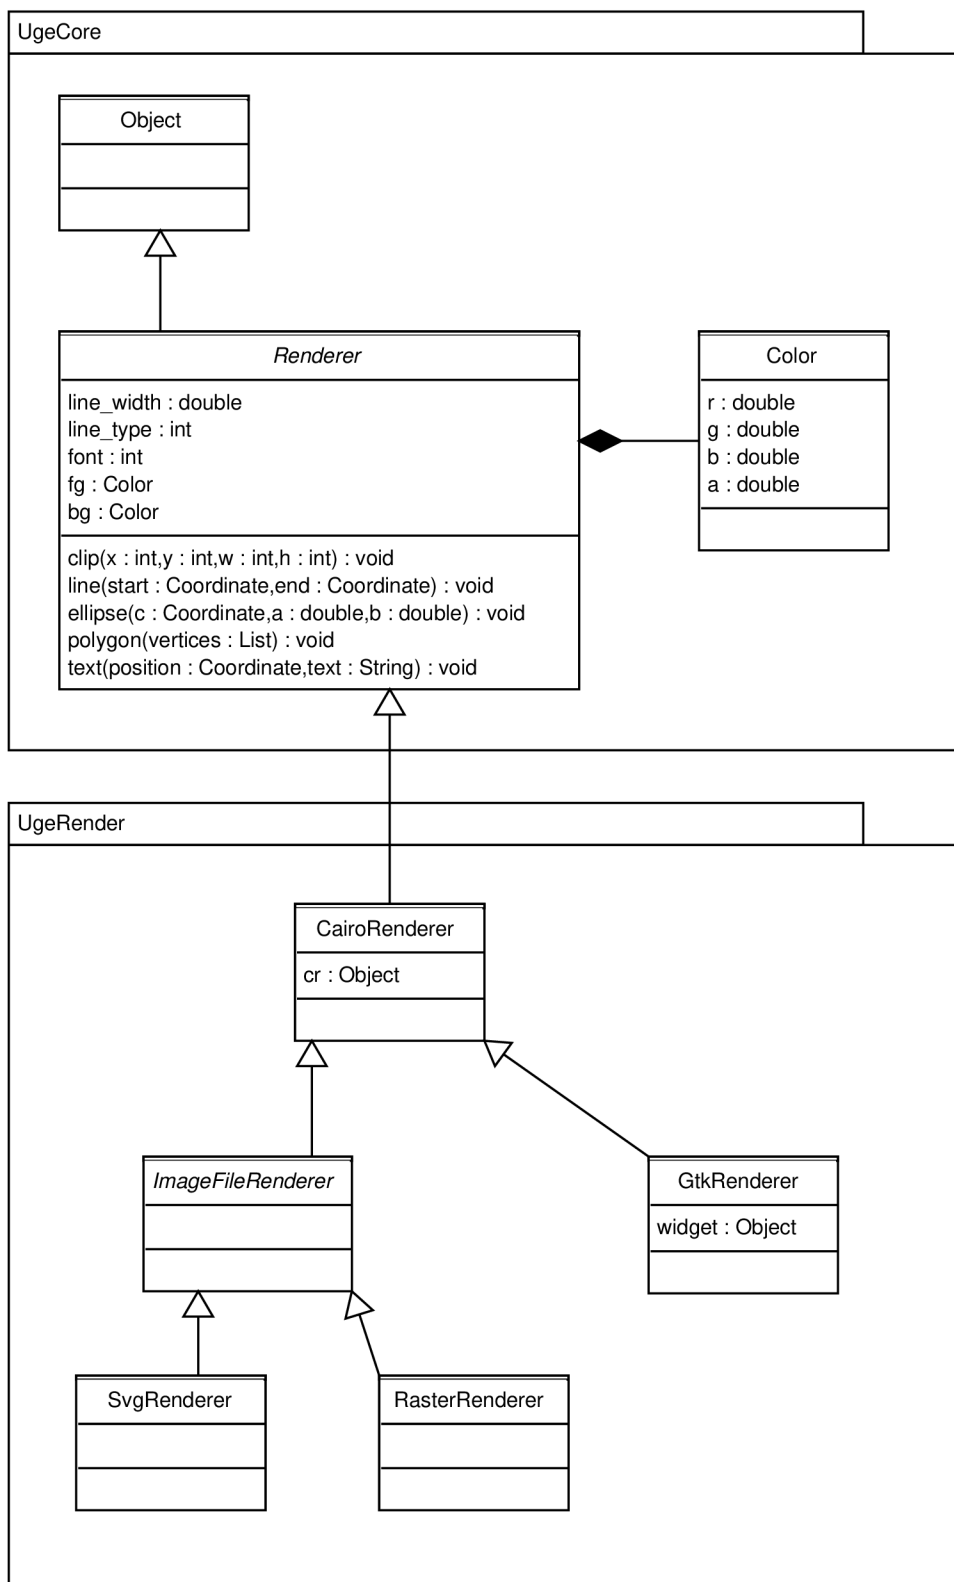 UgeCore
Object
Renderer
line_width : double
line_type : int
font : int
fg : Color
bg : Color
clip(x : int,y : int,w : int,h : int) : void
line(start : Coordinate,end : Coordinate) : void
ellipse(c : Coordinate,a : double,b : double) : void
polygon(vertices : List) : void
text(position : Coordinate,text : String) : void
Color
r : double
g : double
b : double
a : double
UgeRender
CairoRenderer
cr : Object
ImageFileRenderer
GtkRenderer
widget : Object
SvgRenderer
RasterRenderer